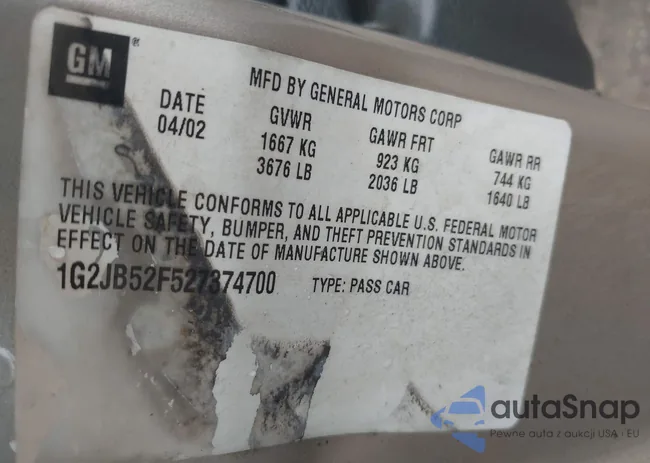 GM®
MFD BY GENERAL MOTORS CORP
DATE GVWR GAWR FRT GAWR RR
04/02 1667 KG 923 KG 744 KG
3676 LB 2036 LB 1640 LB
THIS VEHICLE CONFORMS TO ALL APPLICABLE U.S. FEDERAL MOTOR
VEHICLE SAFETY, BUMPER, AND THEFT PREVENTION STANDARDS IN
EFFECT ON THE DATE OF MANUFACTURE SHOWN ABOVE.
1G2JB52F527374700 TYPE: PASS CAR
autaSnap
Pewne auta z aukcji USA - EU